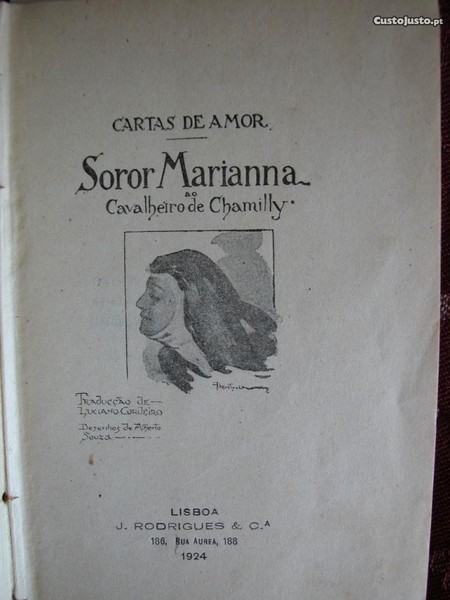 CustoJusto.pt
CARTAS DE AMOR.
Soror Marianna
ao
Cavalheiro de Chamilly.
Traducção de
Luciano Cordeiro
Desenhos de Alberto
Souza
LISBOA
J. RODRIGUES & C.ᴬ
186, RUA AUREA, 188
1924